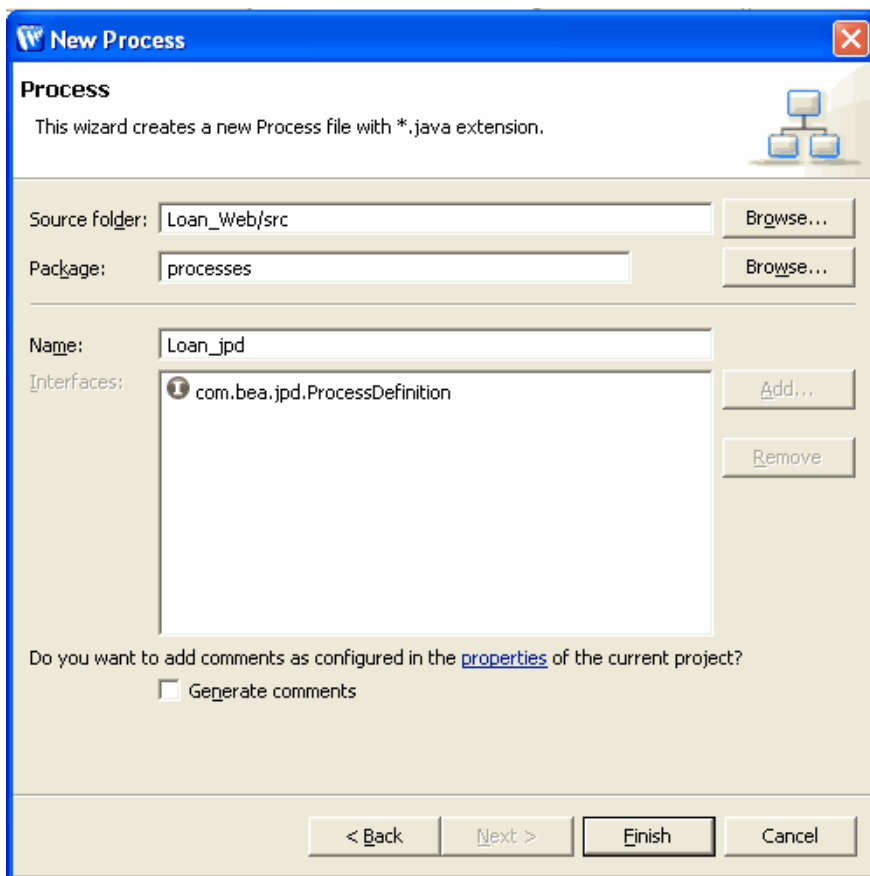 New Process
Process
This wizard creates a new Process file with *.java extension.
Source folder: Loan_Web/src Browse...
Package: processes Browse...
Name: Loan_jpd
Interfaces: com.bea.jpd.ProcessDefinition Add...
Remove
Do you want to add comments as configured in the properties of the current project?
Generate comments
< Back Next > Finish Cancel